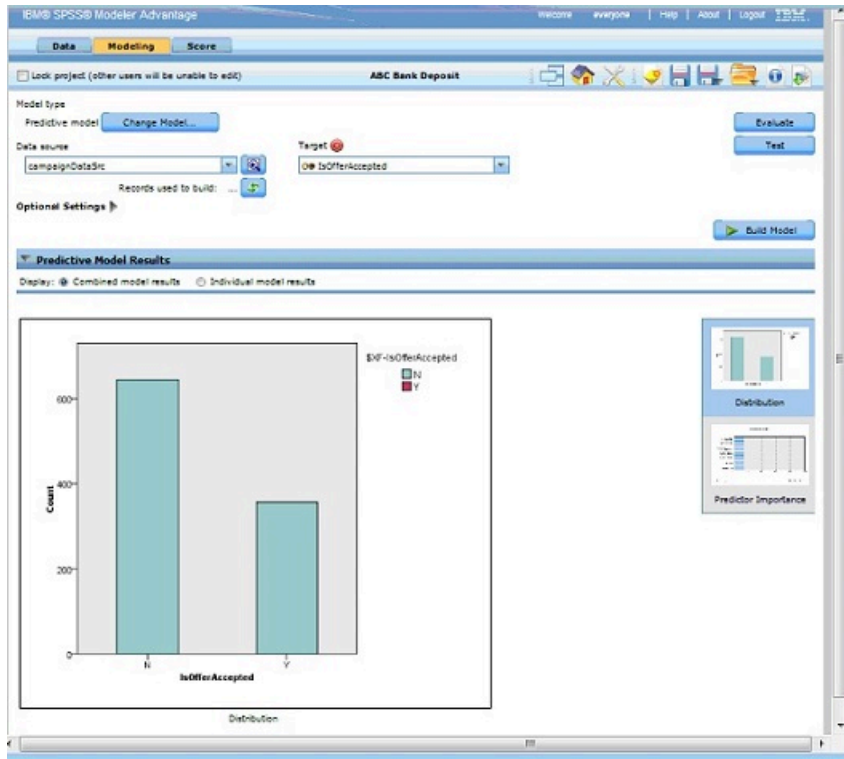 IBM® SPSS® Modeler Advantage
Welcome everyone | Help | About | Logout IBM.
Data Modeling Score
Lock project (other users will be unable to edit) ABC Bank Deposit
Model type
Predictive model Change Model... Evaluate
Data source Target Test
campaignDataSrc IsOfferAccepted
Records used to build: ...
Optional Settings
Build Model
Predictive Model Results
Display: Combined model results Individual model results
$XF-IsOfferAccepted
N
Y
600
400
200
0
Count
N Y
IsOfferAccepted
Distribution
Distribution
Predictor Importance